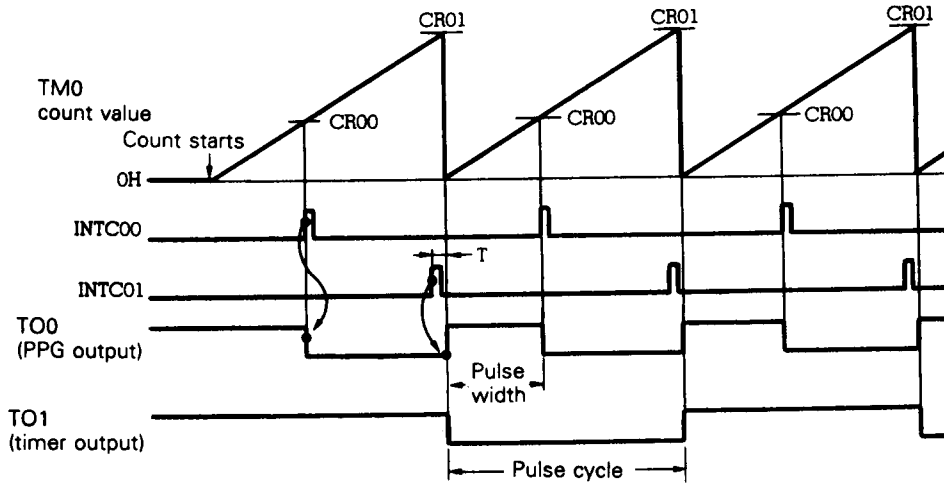 CR01 CR01 CR01
TM0
count value
CR00 CR00 CR00
Count starts
0H
INTC00
T
INTC01
TO0
(PPG output)
Pulse
width
TO1
(timer output)
Pulse cycle